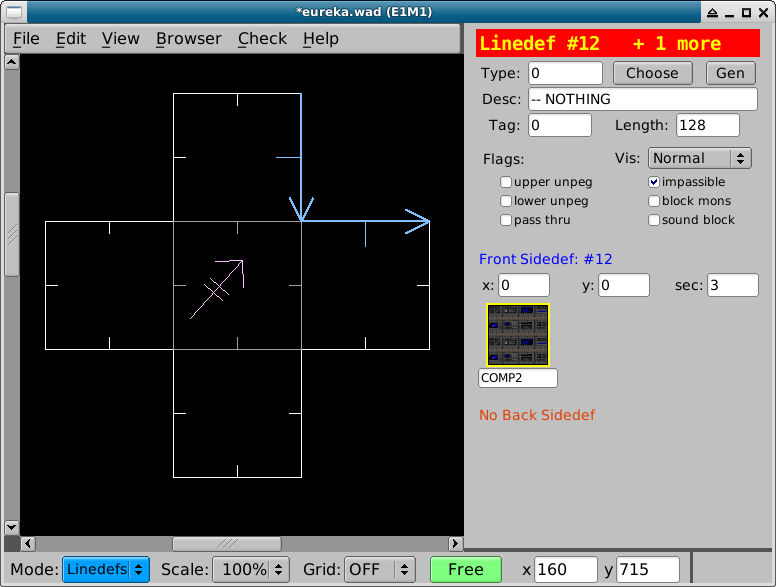 *eureka.wad (E1M1)
File Edit View Browser Check Help
Linedef #12 + 1 more
Type: 0 Choose Gen
Desc: -- NOTHING
Tag: 0 Length: 128
Flags: Vis: Normal
upper unpeg impassible
lower unpeg block mons
pass thru sound block
Front Sidedef: #12
x: 0 y: 0 sec: 3
COMP2
No Back Sidedef
Mode: Linedefs Scale: 100% Grid: OFF Free x 160 y 715